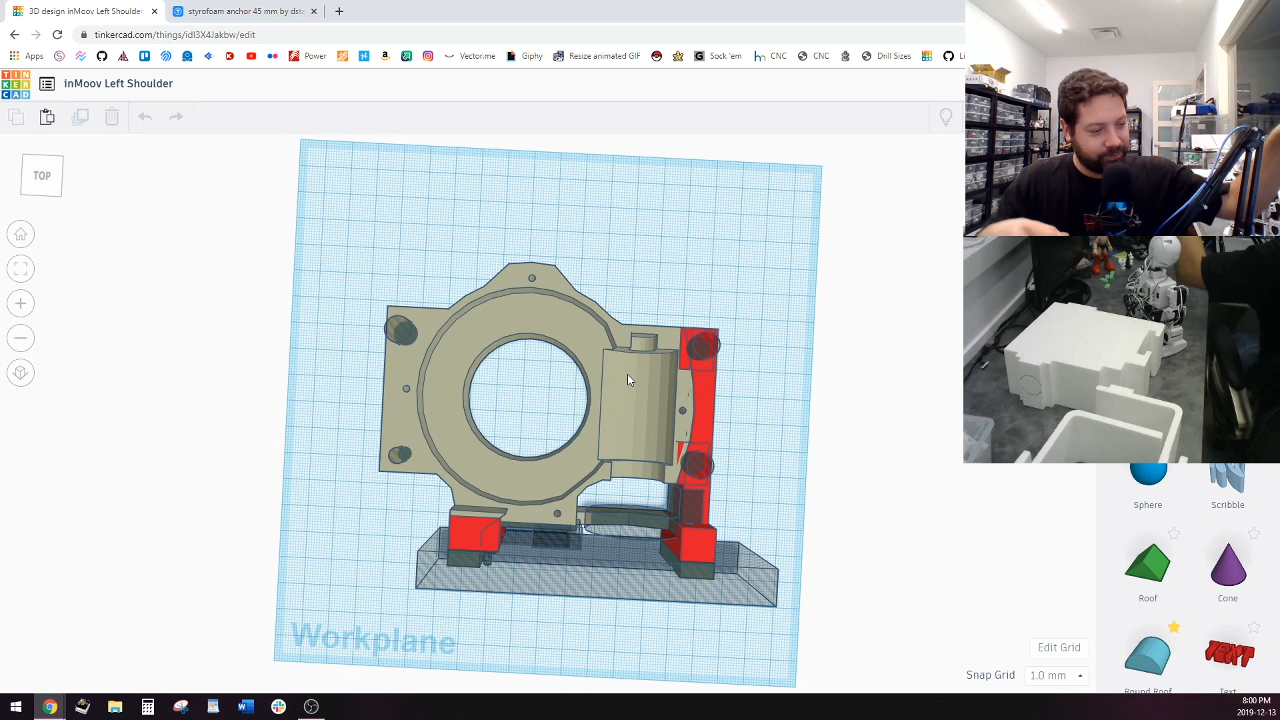 3D design inMoov Left Shoulder
styrofoam anchor 45 mm by dst
tinkercad.com/things/idI3X4Jakbw/edit
Apps
Power
Vector.me
Giphy
Resize animated GIF
Sock 'em
CNC
CNC
Drill Sizes
TIN
KER
CAD
inMoov Left Shoulder
TOP
Workplane
Sphere
Scribble
Roof
Cone
Edit Grid
Snap Grid
1.0 mm
TEXT
Round Roof
Text
8:00 PM
2019-12-13